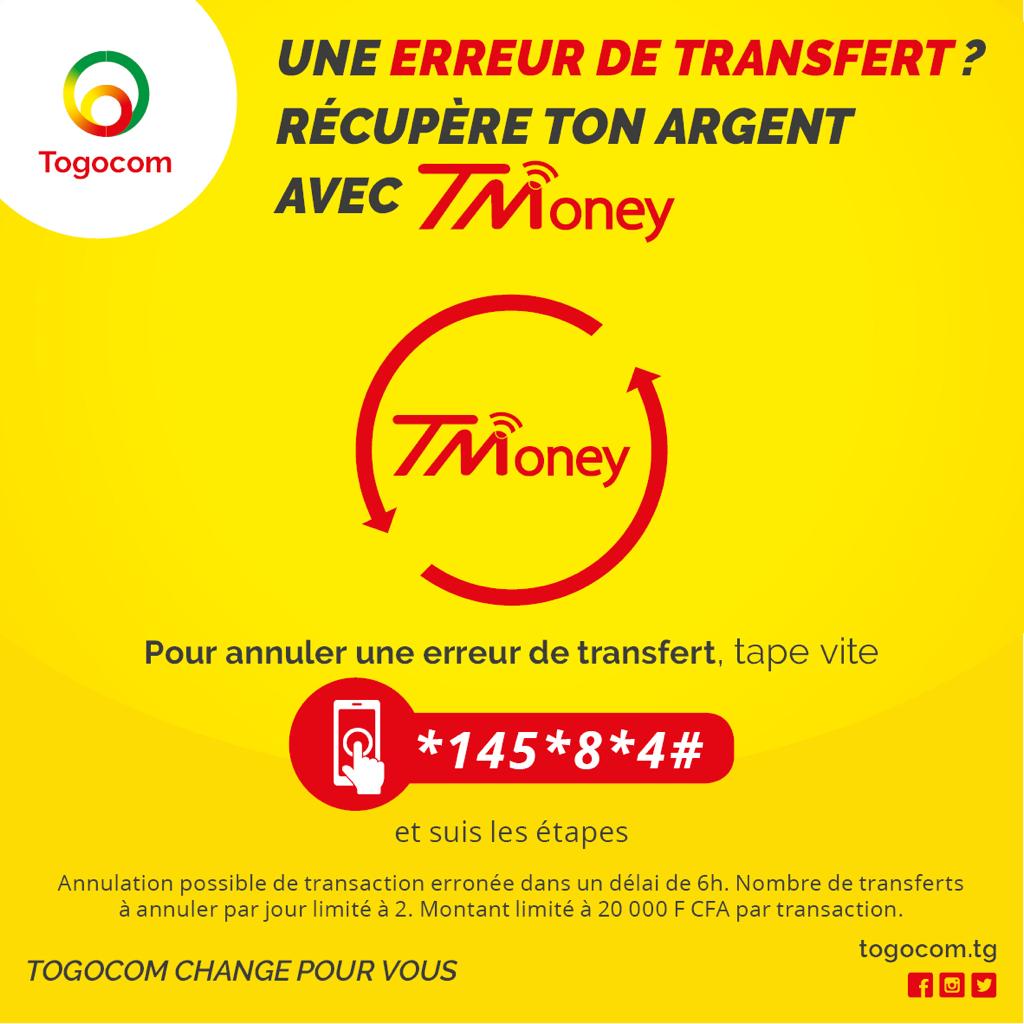 Togocom
UNE ERREUR DE TRANSFERT ?
RÉCUPÈRE TON ARGENT
AVEC TMoney
TMoney
Pour annuler une erreur de transfert, tape vite
*145*8*4#
et suis les étapes
Annulation possible de transaction erronée dans un délai de 6h. Nombre de transferts
à annuler par jour limité à 2. Montant limité à 20 000 F CFA par transaction.
TOGOCOM CHANGE POUR VOUS
togocom.tg